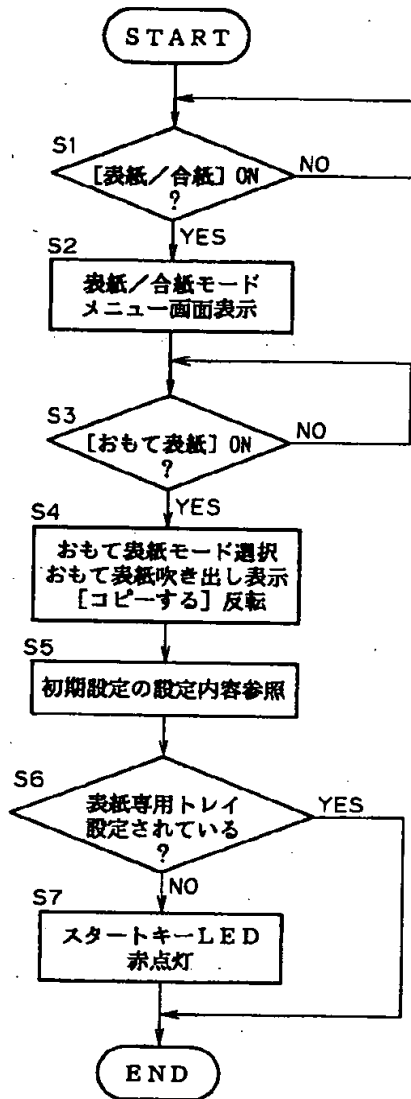 START
S1
[表紙／合紙] ON
?
NO
YES
S2
表紙／合紙モード
メニュー画面表示
S3
[おもて表紙] ON
?
NO
YES
S4
おもて表紙モード選択
おもて表紙吹き出し表示
[コピーする] 反転
S5
初期設定の設定内容参照
S6
表紙専用トレイ
設定されている
?
YES
NO
S7
スタートキーLED
赤点灯
END